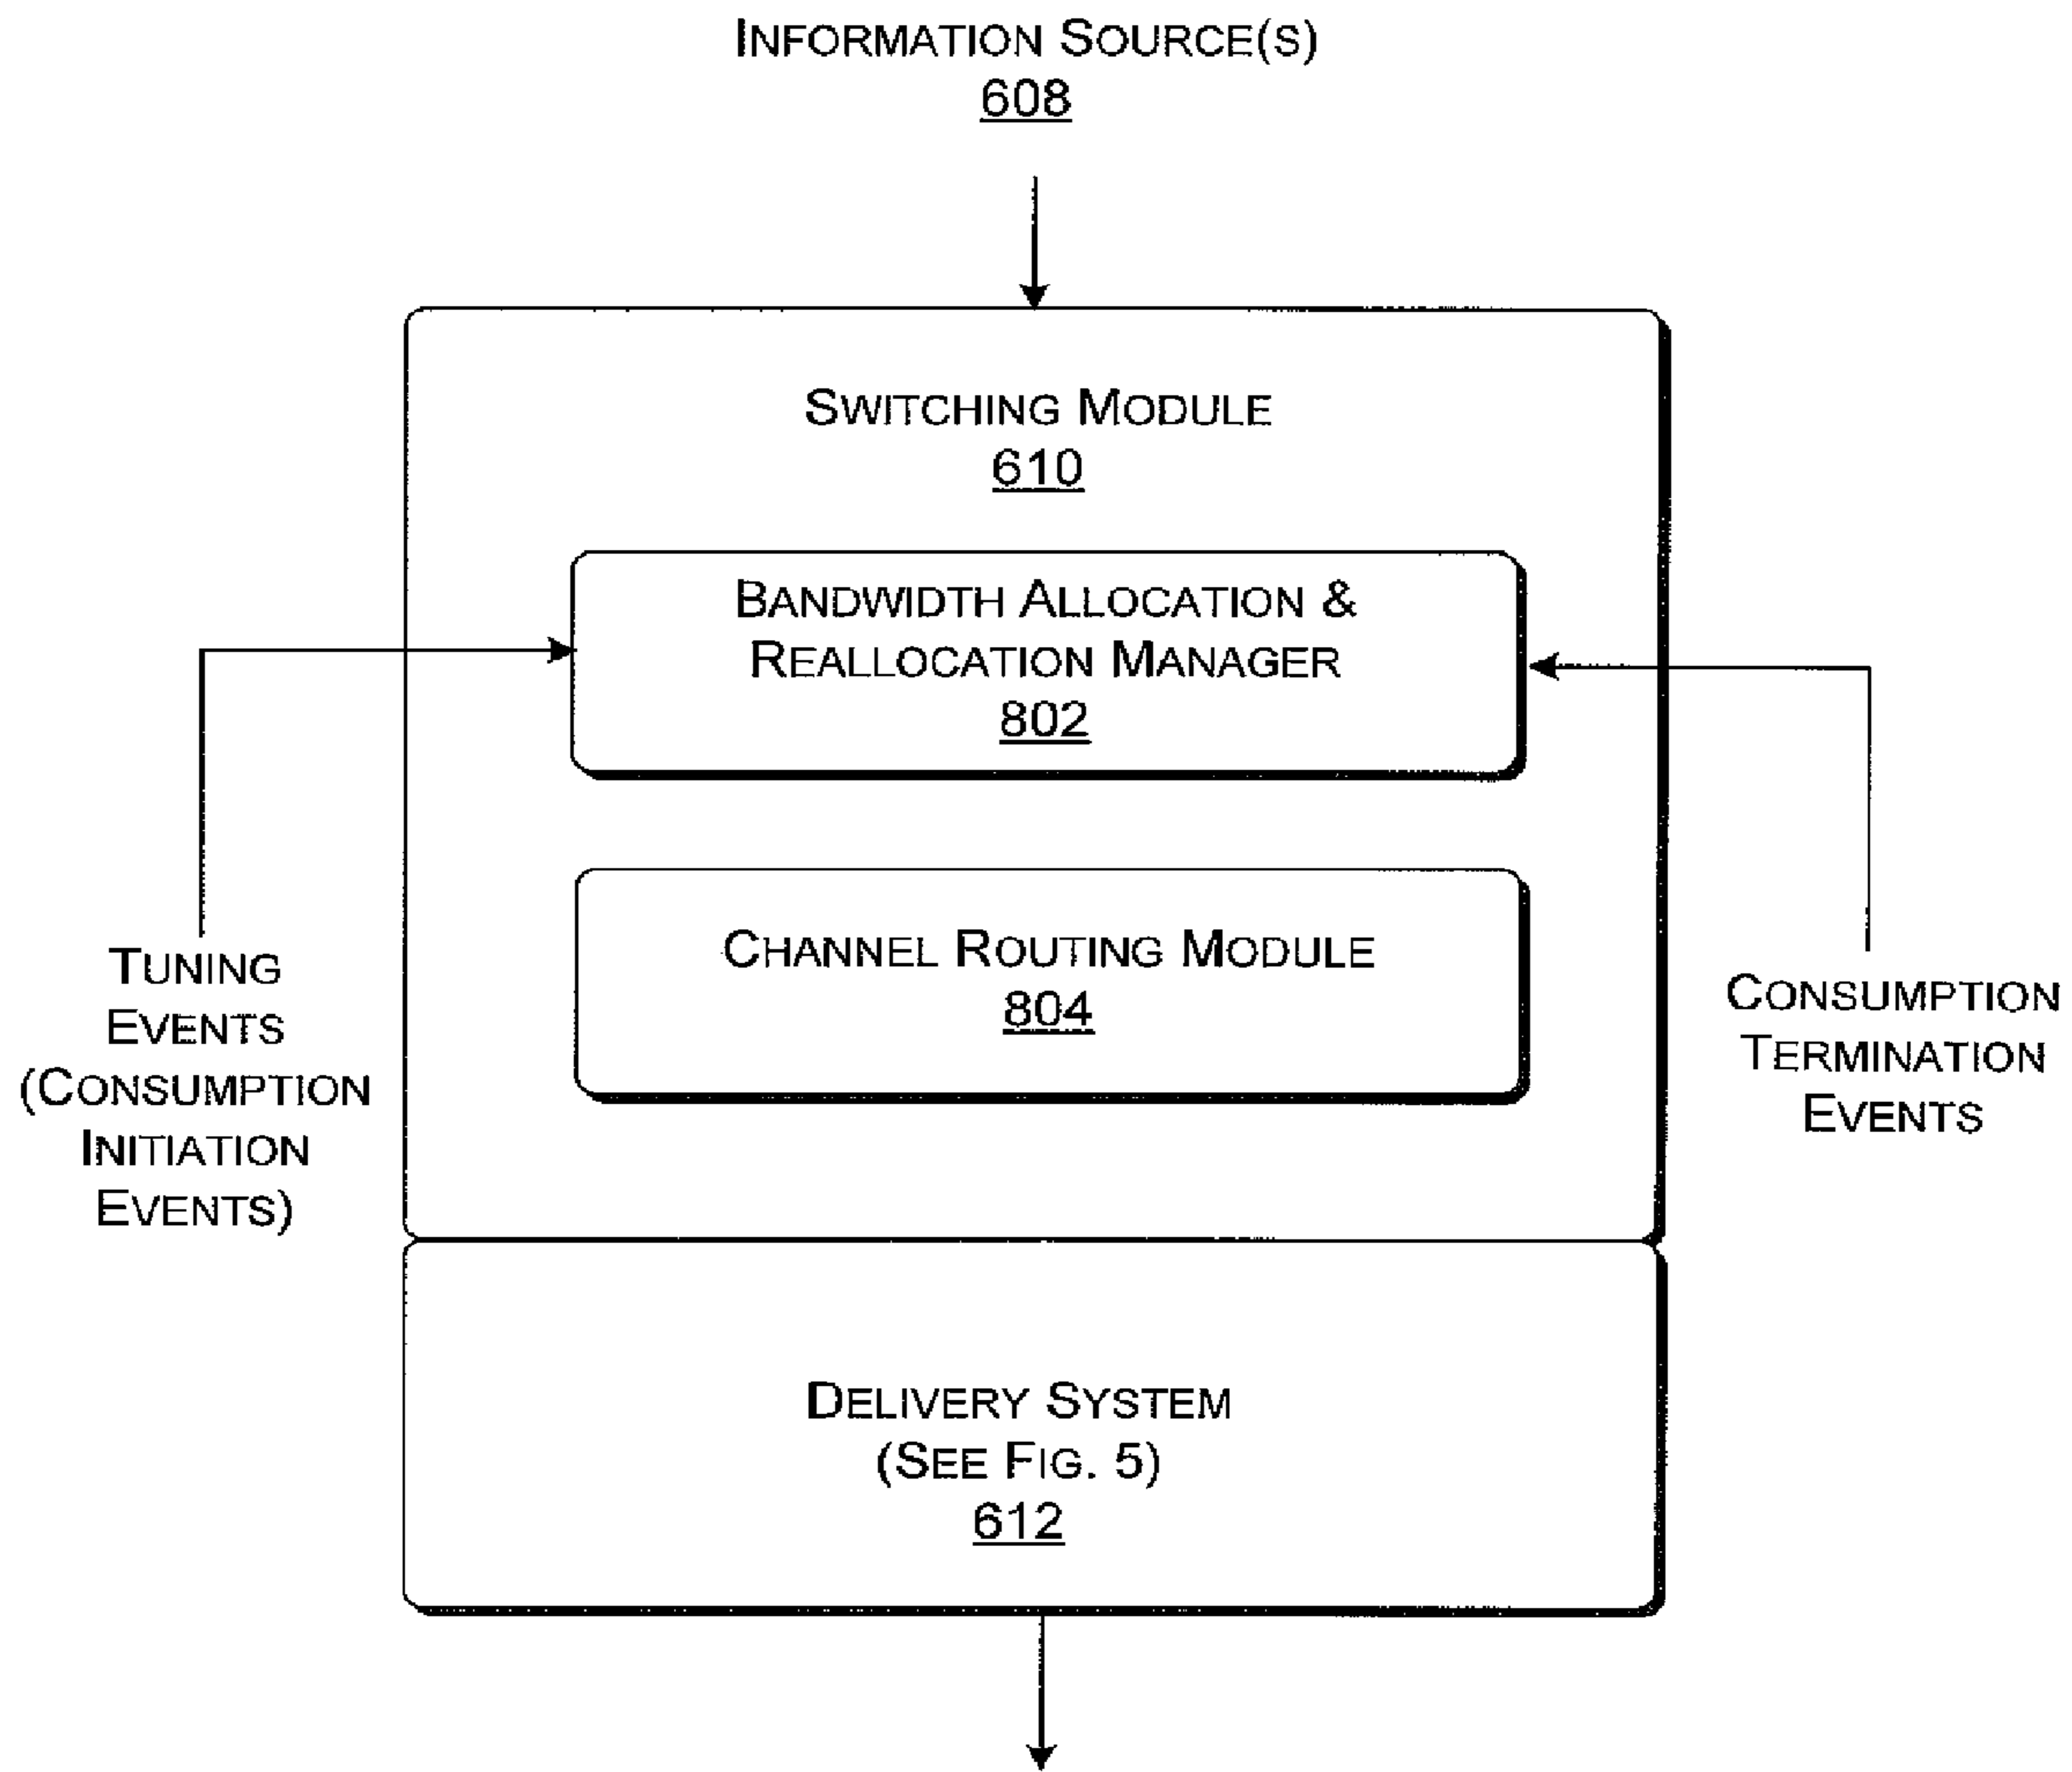 INFORMATION SOURCE(S)
608
SWITCHING MODULE
610
BANDWIDTH ALLOCATION &
REALLOCATION MANAGER
802
CHANNEL ROUTING MODULE
804
TUNING
EVENTS
(CONSUMPTION
INITIATION
EVENTS)
CONSUMPTION
TERMINATION
EVENTS
DELIVERY SYSTEM
(SEE FIG. 5)
612